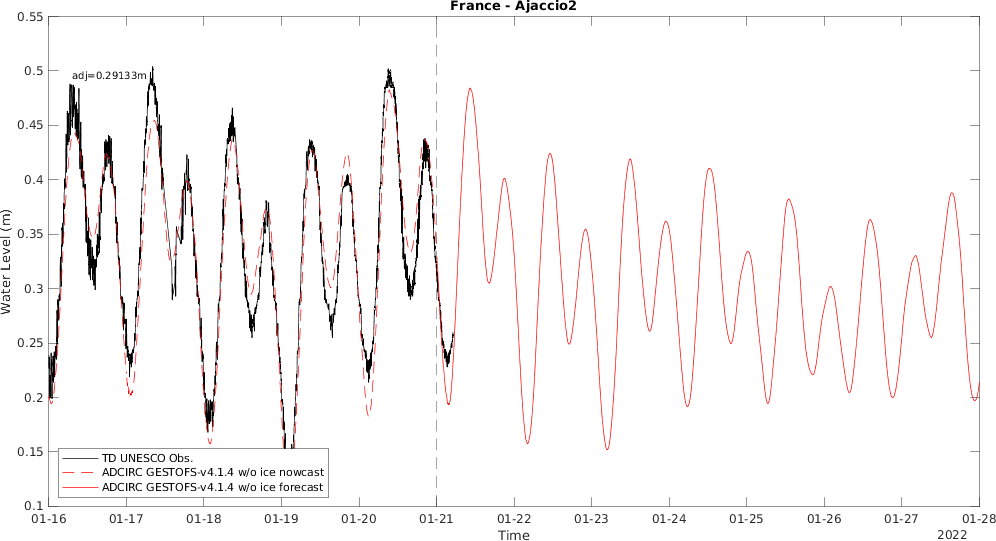 France - Ajaccio2
0.55
0.5
0.45
0.4
0.35
0.3
0.25
0.2
0.15
0.1
Water Level (m)
adj=0.29133m
TD UNESCO Obs.
ADCIRC GESTOFS-v4.1.4 w/o ice nowcast
ADCIRC GESTOFS-v4.1.4 w/o ice forecast
01-16 01-17 01-18 01-19 01-20 01-21 01-22 01-23 01-24 01-25 01-26 01-27 01-28
Time
2022